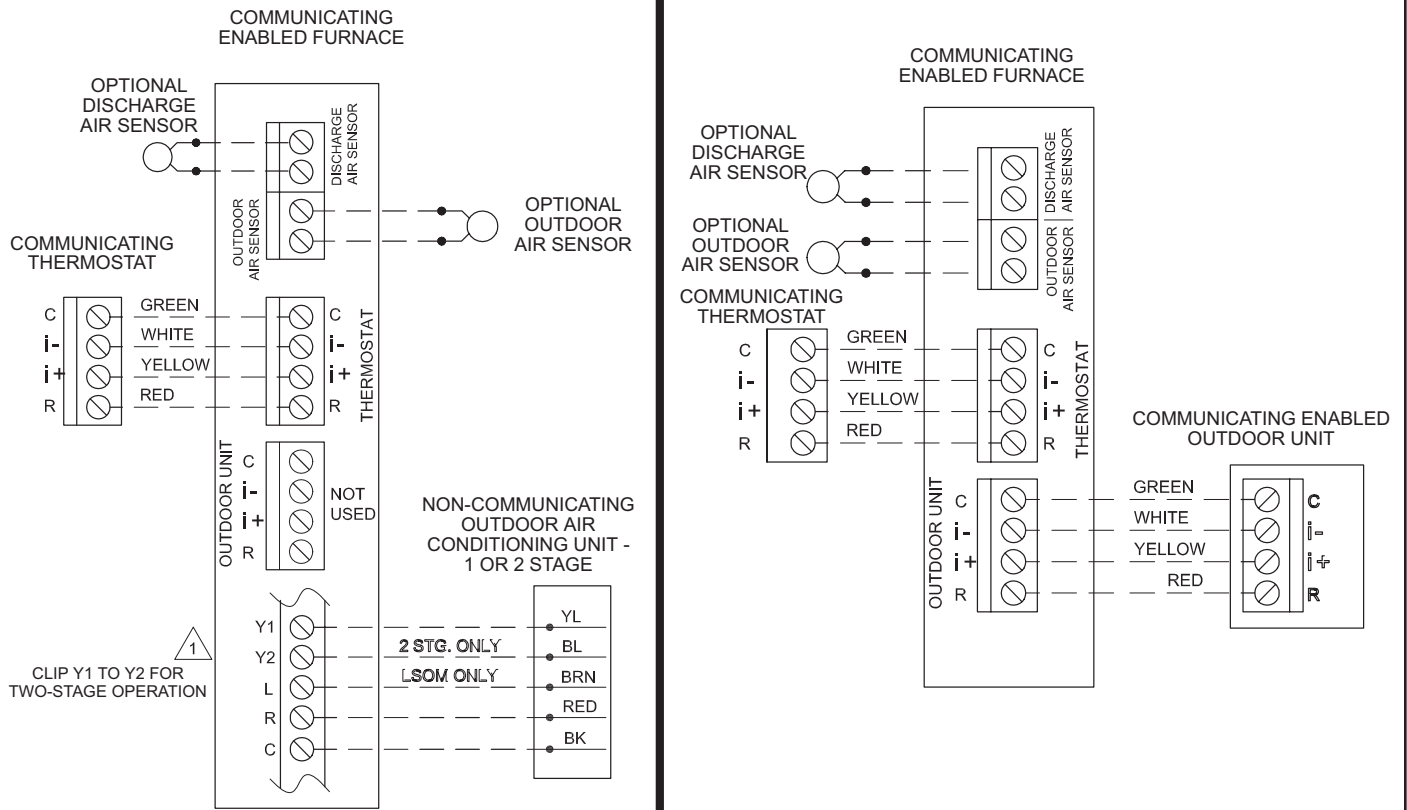 COMMUNICATING
ENABLED FURNACE
OPTIONAL
DISCHARGE
AIR SENSOR
DISCHARGE
AIR SENSOR
OUTDOOR
AIR SENSOR
OPTIONAL
OUTDOOR
AIR SENSOR
COMMUNICATING
THERMOSTAT
C
i-
i+
R
GREEN
WHITE
YELLOW
RED
C
i-
i+
R
THERMOSTAT
OUTDOOR UNIT
C
i-
i+
R
NOT
USED
NON-COMMUNICATING
OUTDOOR AIR
CONDITIONING UNIT -
1 OR 2 STAGE
1
CLIP Y1 TO Y2 FOR
TWO-STAGE OPERATION
Y1
Y2
L
R
C
2 STG. ONLY
LSOM ONLY
YL
BL
BRN
RED
BK
COMMUNICATING
ENABLED FURNACE
OPTIONAL
DISCHARGE
AIR SENSOR
OPTIONAL
OUTDOOR
AIR SENSOR
DISCHARGE
AIR SENSOR
OUTDOOR
AIR SENSOR
COMMUNICATING
THERMOSTAT
C
i-
i+
R
GREEN
WHITE
YELLOW
RED
C
i-
i+
R
THERMOSTAT
COMMUNICATING ENABLED
OUTDOOR UNIT
OUTDOOR UNIT
C
i-
i+
R
GREEN
WHITE
YELLOW
RED
C
i-
i+
R